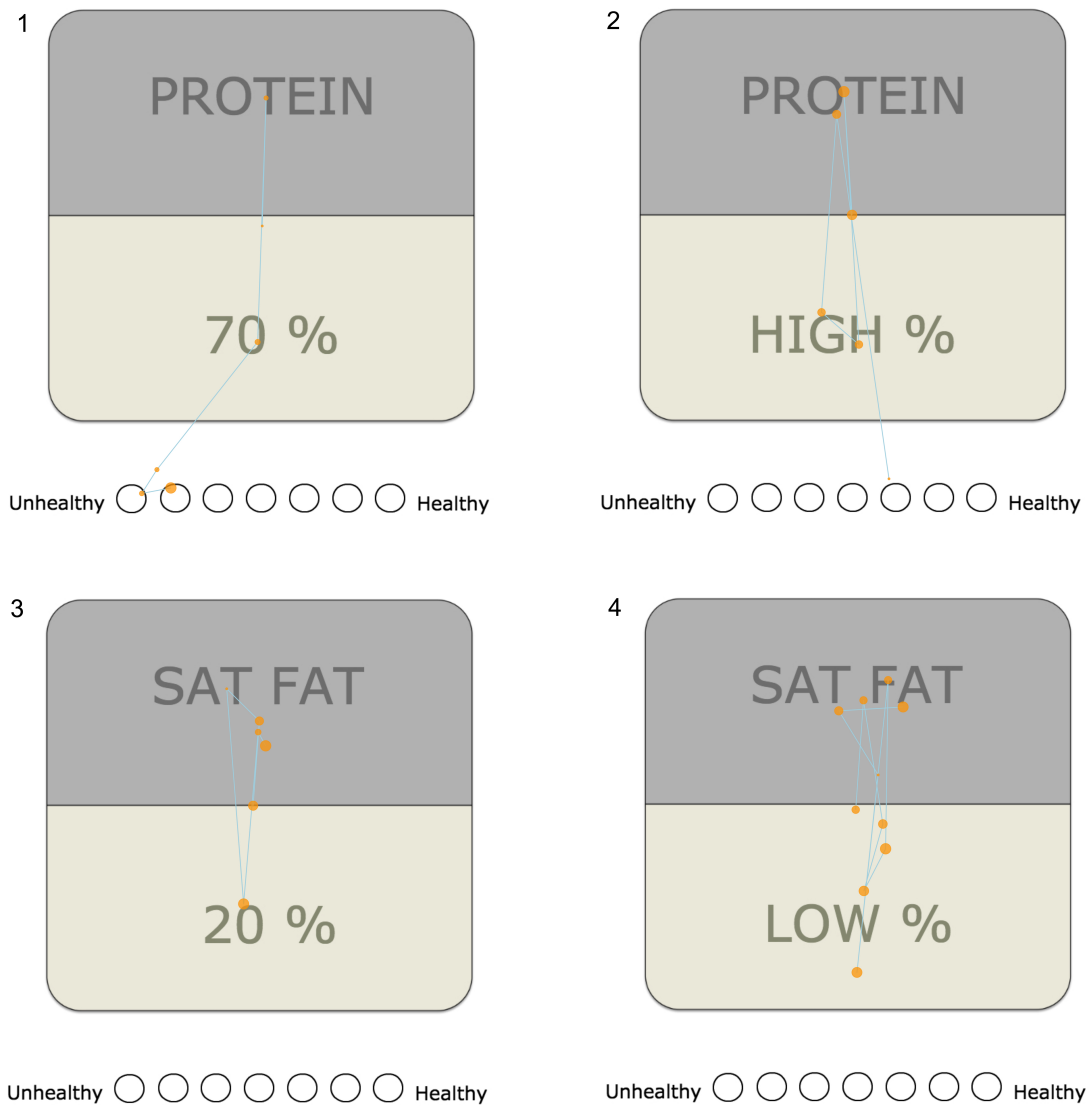 1
PROTEIN
70 %
Unhealthy Healthy
2
PROTEIN
HIGH %
Unhealthy Healthy
3
SAT FAT
20 %
Unhealthy Healthy
4
SAT FAT
LOW %
Unhealthy Healthy